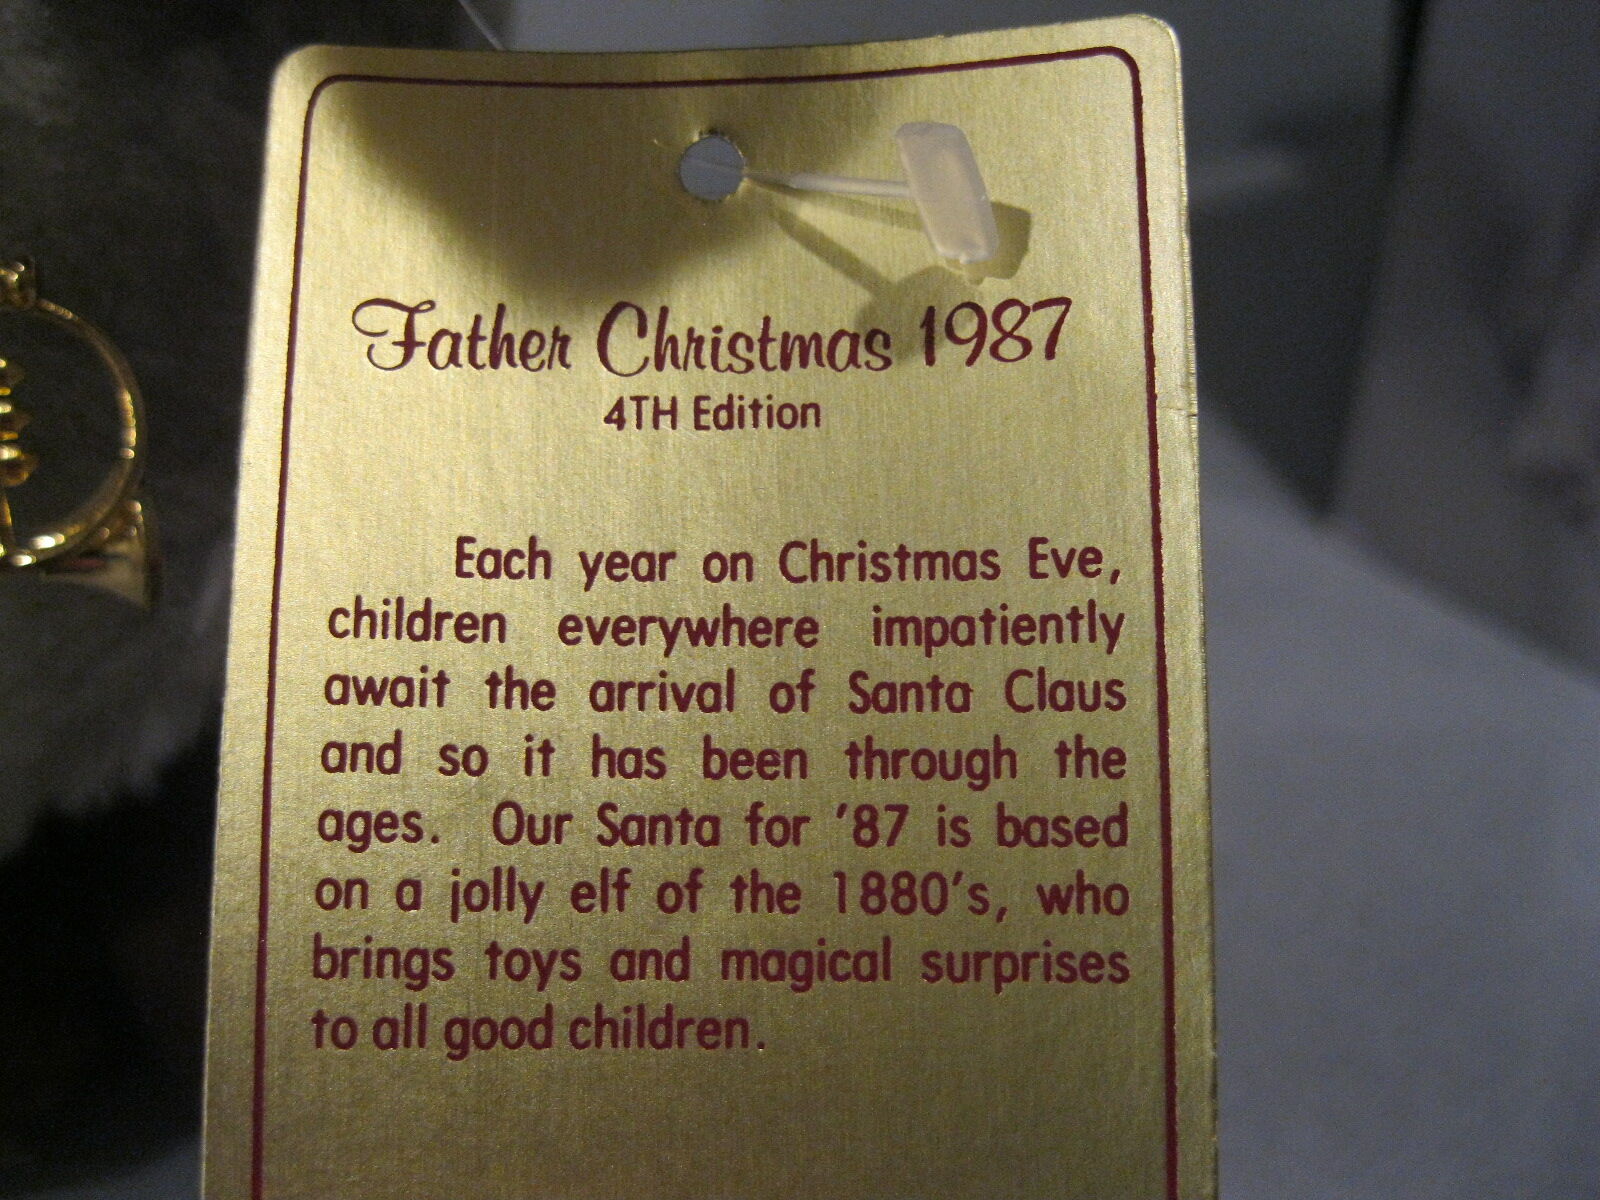 Father Christmas 1987
4TH Edition
Each year on Christmas Eve,
children everywhere impatiently
await the arrival of Santa Claus
and so it has been through the
ages. Our Santa for '87 is based
on a jolly elf of the 1880's, who
brings toys and magical surprises
to all good children.